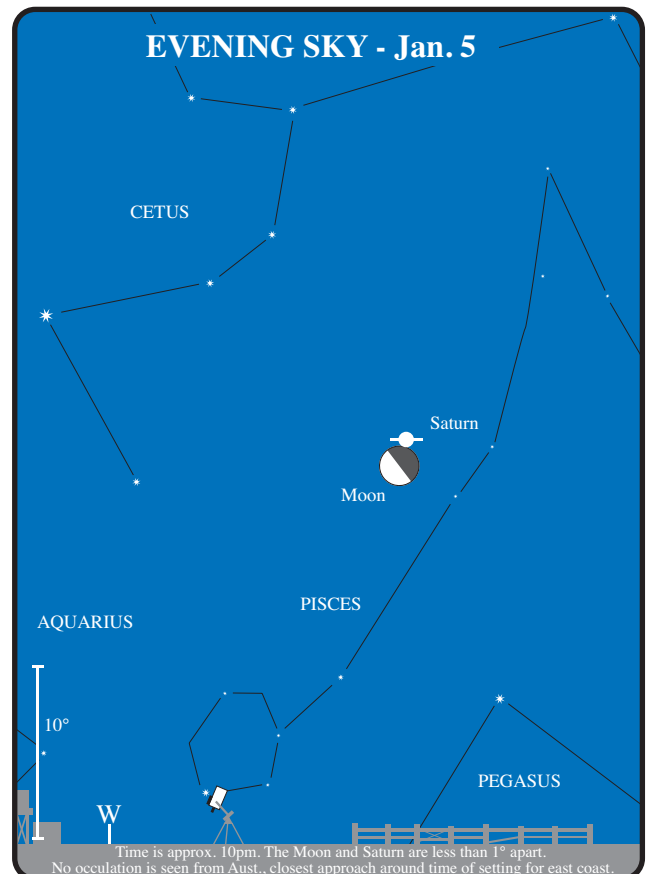 EVENING SKY - Jan. 5
CETUS
Saturn
Moon
PISCES
AQUARIUS
10°
PEGASUS
W
Time is approx. 10pm. The Moon and Saturn are less than 1° apart.
No occulation is seen from Aust., closest approach around time of setting for east coast.